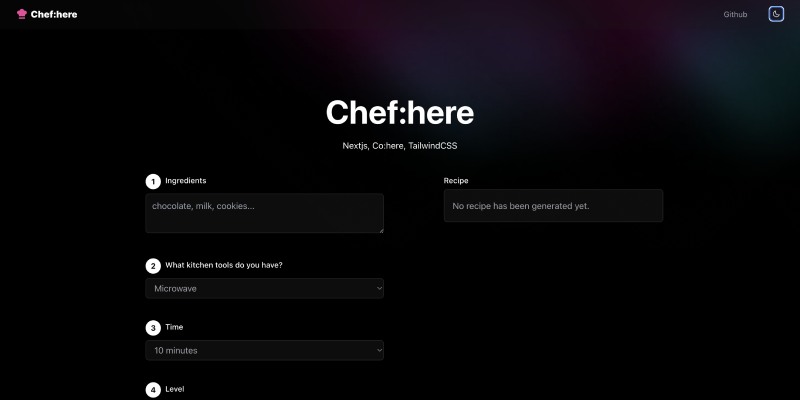 Chef:here
Github
Chef:here
Nextjs, Co:here, TailwindCSS
1 Ingredients
chocolate, milk, cookies...
Recipe
No recipe has been generated yet.
2 What kitchen tools do you have?
Microwave
3 Time
10 minutes
4 Level